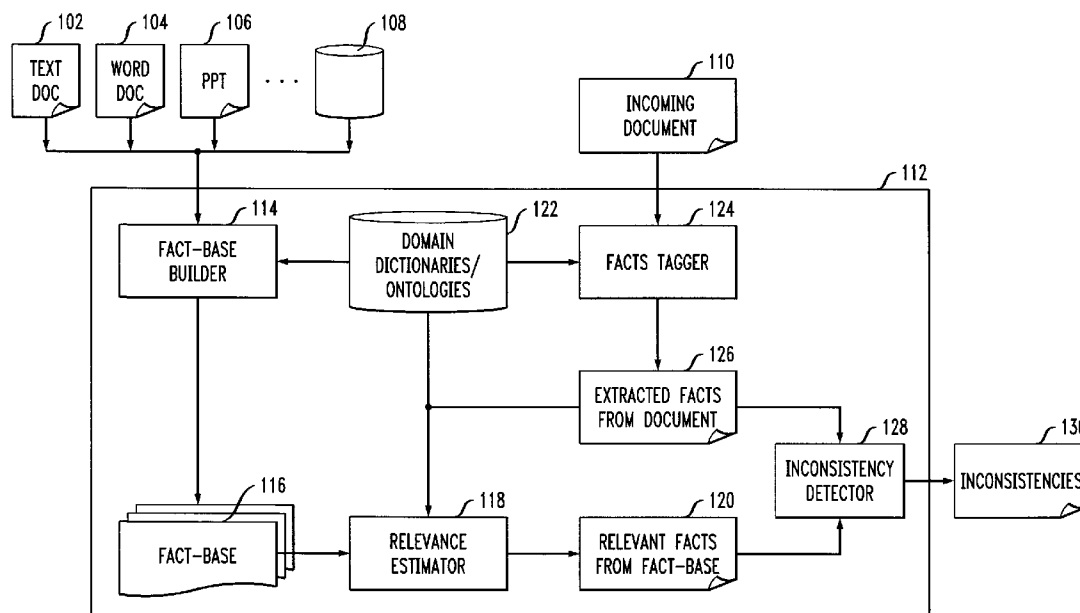 102
104
106
108
TEXT
DOC
WORD
DOC
PPT
. . .
110
INCOMING
DOCUMENT
112
114
FACT-BASE
BUILDER
122
DOMAIN
DICTIONARIES/
ONTOLOGIES
124
FACTS TAGGER
126
EXTRACTED FACTS
FROM DOCUMENT
128
INCONSISTENCY
DETECTOR
130
INCONSISTENCIES
116
FACT-BASE
118
RELEVANCE
ESTIMATOR
120
RELEVANT FACTS
FROM FACT-BASE